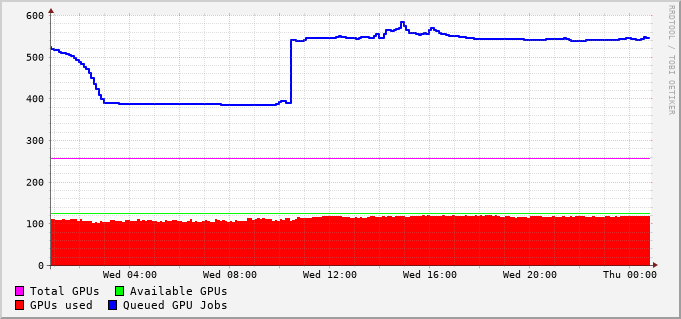 600
500
400
300
200
100
0
Wed 04:00 Wed 08:00 Wed 12:00 Wed 16:00 Wed 20:00 Thu 00:00
Total GPUs Available GPUs
GPUs used Queued GPU Jobs
RRDTOOL / TOBI OETIKER